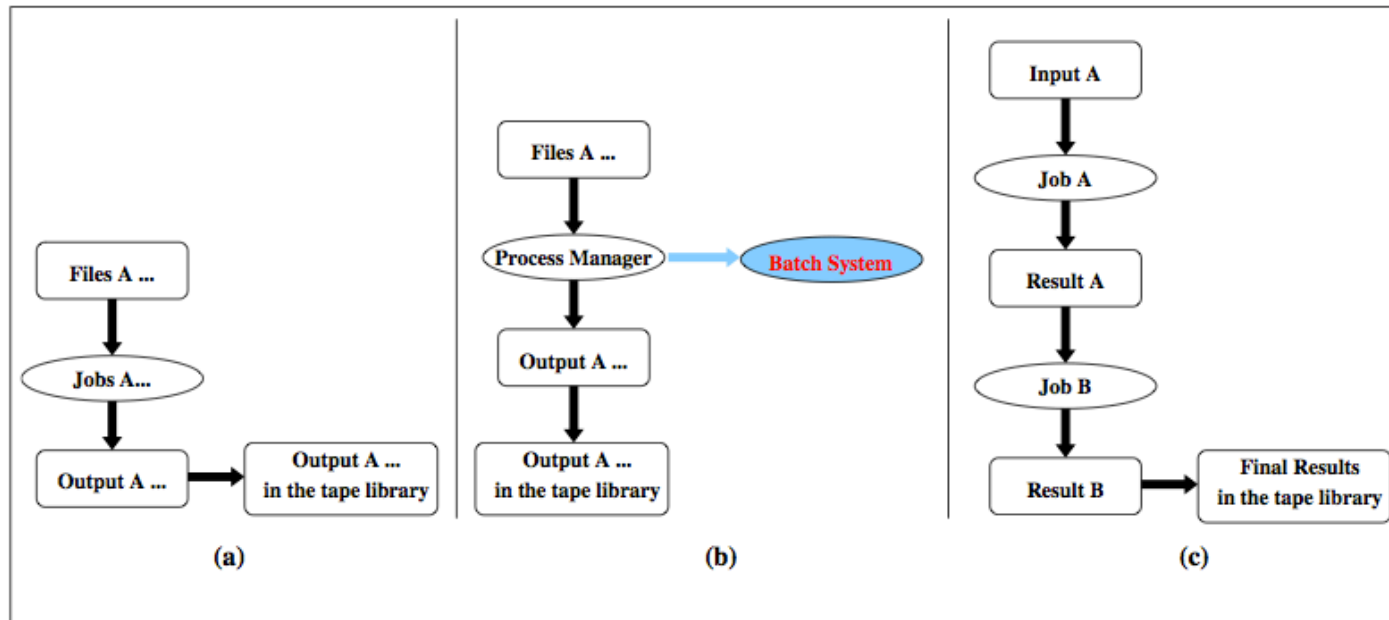 Files A ...
Jobs A...
Output A ...
Output A ...
in the tape library
(a)
Files A ...
Process Manager
Batch System
Output A ...
Output A ...
in the tape library
(b)
Input A
Job A
Result A
Job B
Result B
Final Results
in the tape library
(c)